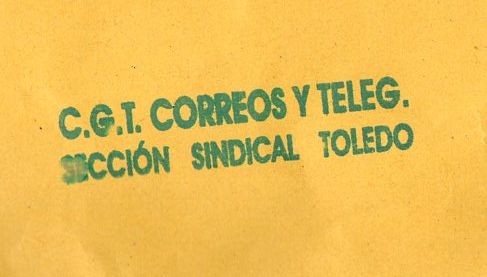 C.G.T. CORREOS Y TELEG.
SECCIÓN SINDICAL TOLEDO